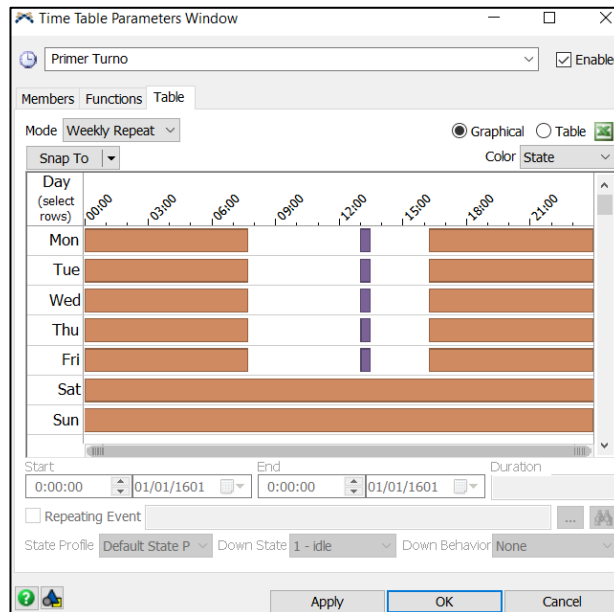 Time Table Parameters Window
Primer Turno
Enable
Members Functions Table
Mode Weekly Repeat Graphical Table
Snap To Color State
Day
(select
rows)
00:00 03:00 06:00 09:00 12:00 15:00 18:00 21:00
Mon
Tue
Wed
Thu
Fri
Sat
Sun
Start End Duration
0:00:00 01/01/1601 0:00:00 01/01/1601
Repeating Event ...
State Profile Default State P Down State 1 - idle Down Behavior None
Apply OK Cancel